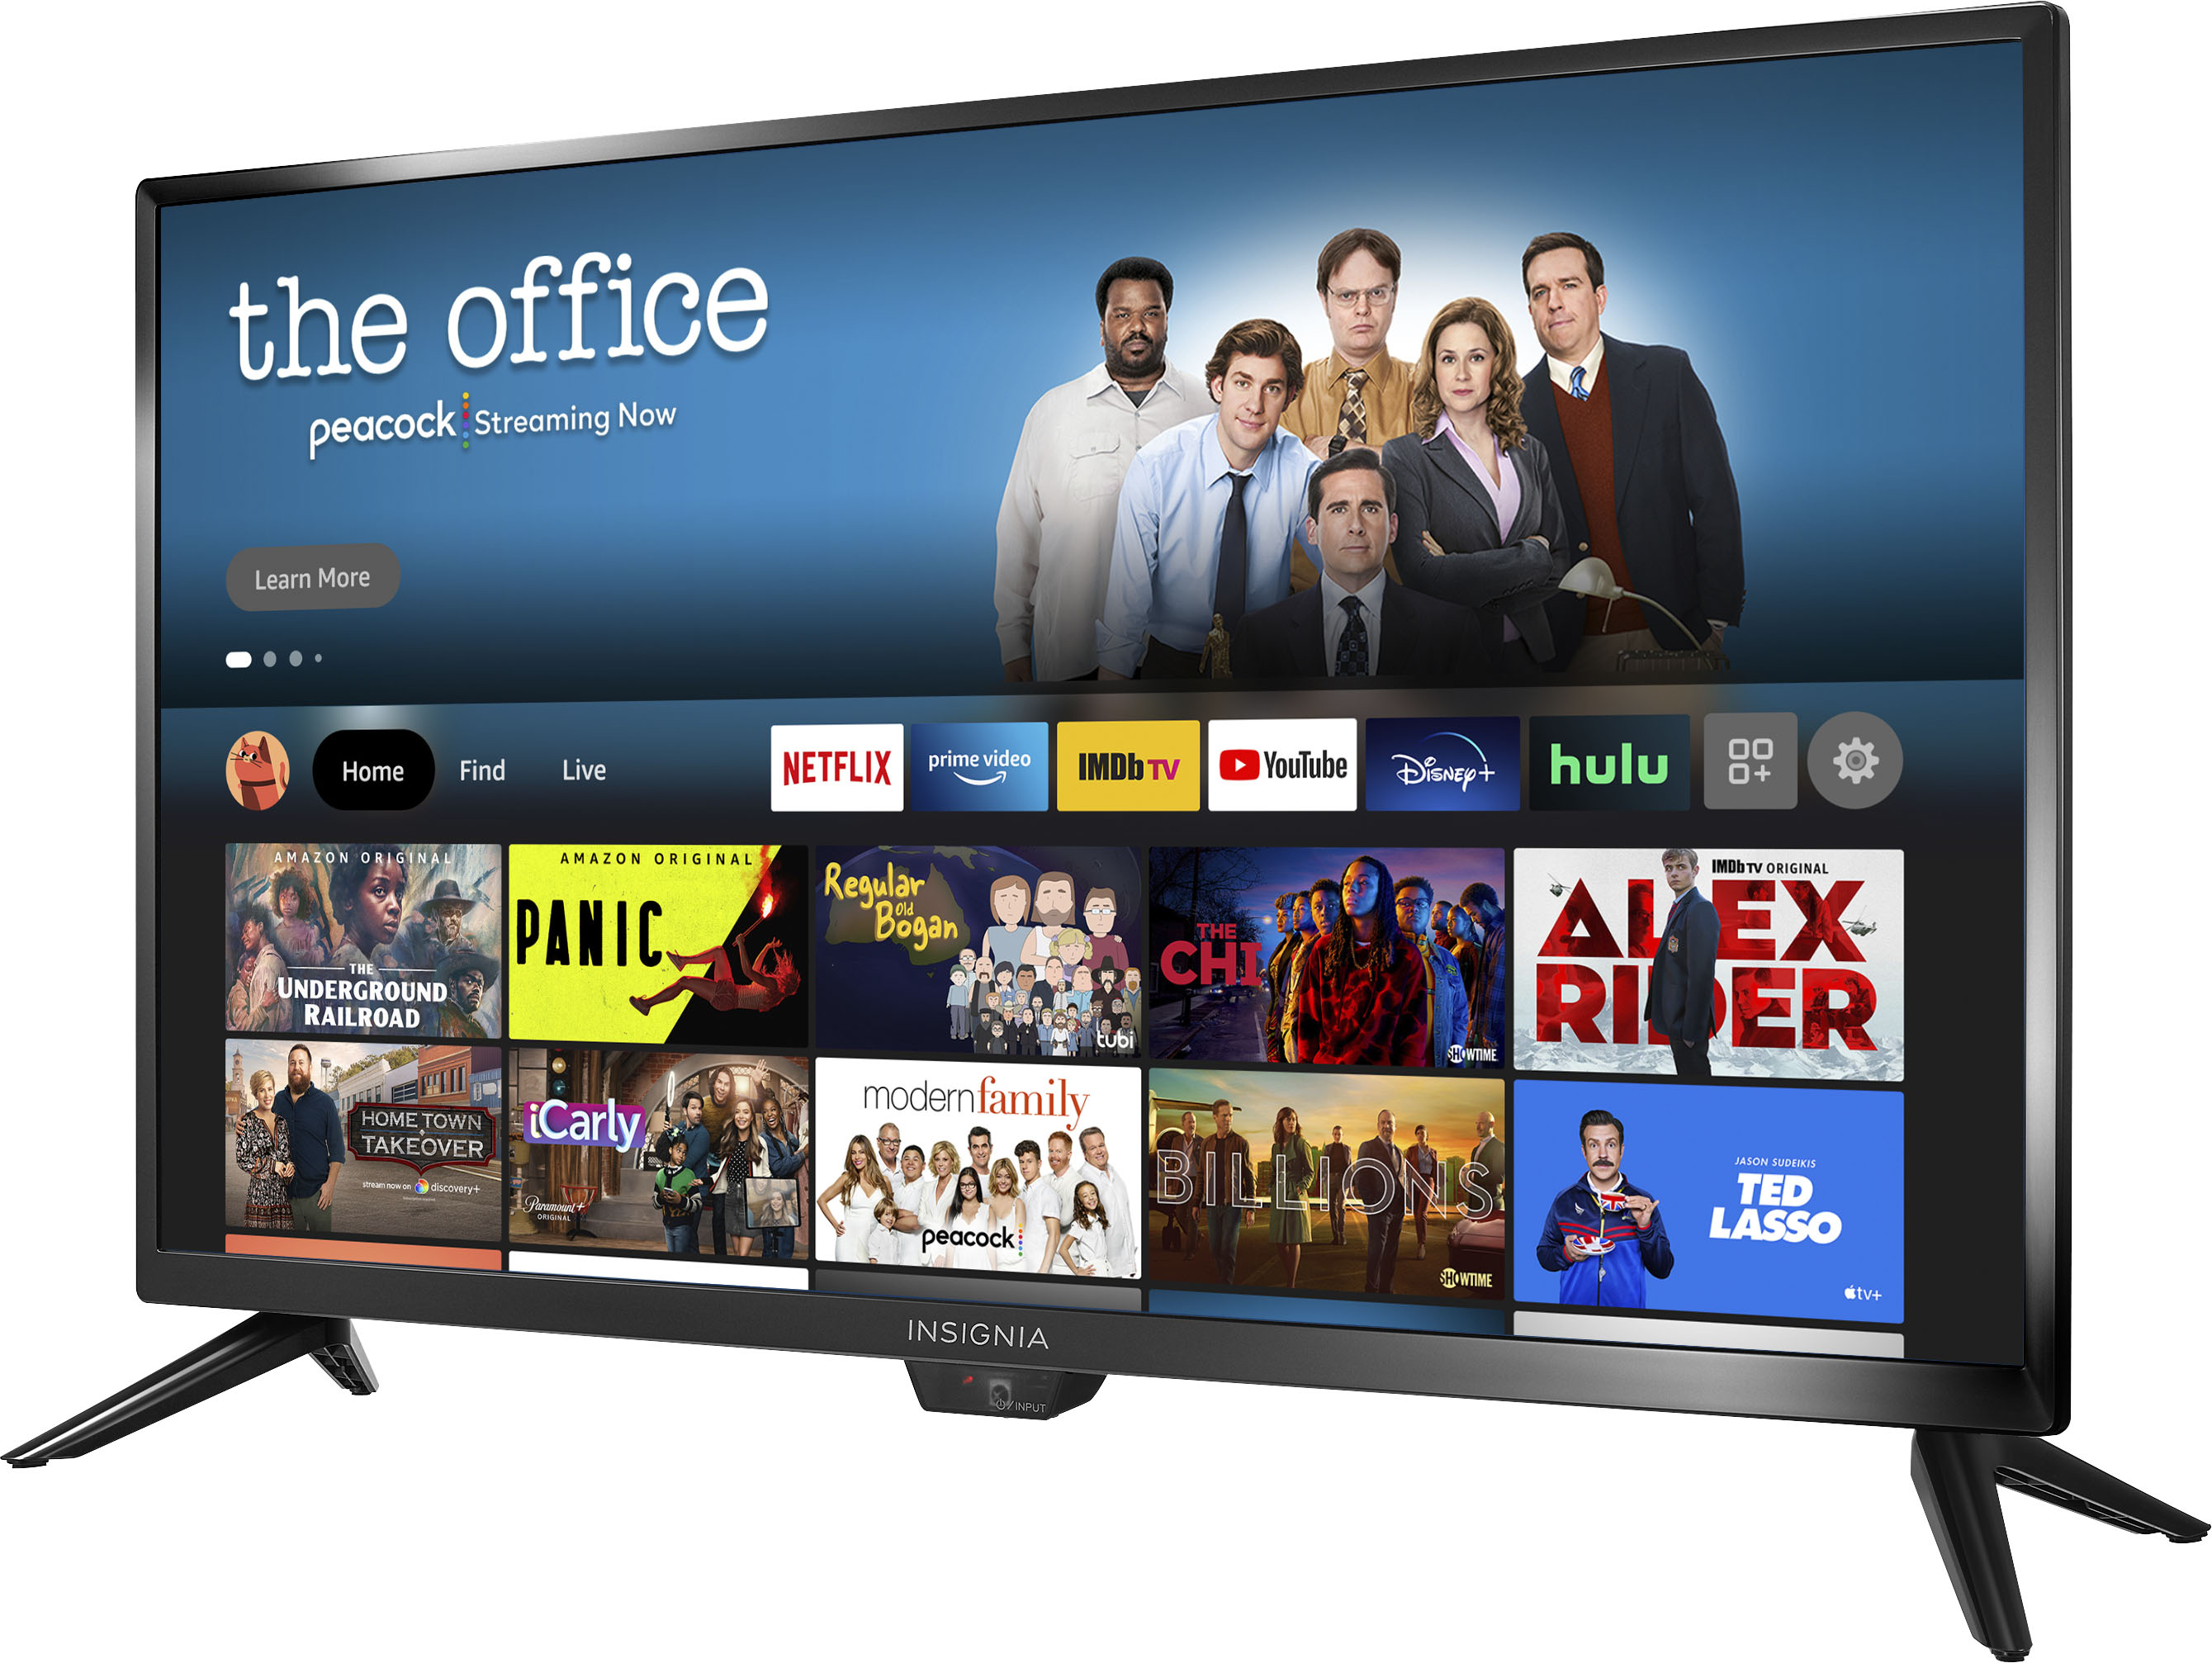 the office
peacock Streaming Now
Learn More
Home Find Live
NETFLIX
prime video
IMDb TV
YouTube
Disney+
hulu
AMAZON ORIGINAL
THE
UNDERGROUND
RAILROAD
AMAZON ORIGINAL
PANIC
Regular
Old
Bogan
tubi
THE
CHI
SHOWTIME
IMDb TV ORIGINAL
ALEX
RIDER
HOME TOWN
TAKEOVER
stream now on discovery+
iCarly
Paramount+
ORIGINAL
modern family
peacock
BILLIONS
SHOWTIME
JASON SUDEIKIS
TED
LASSO
tv+
INSIGNIA
/INPUT